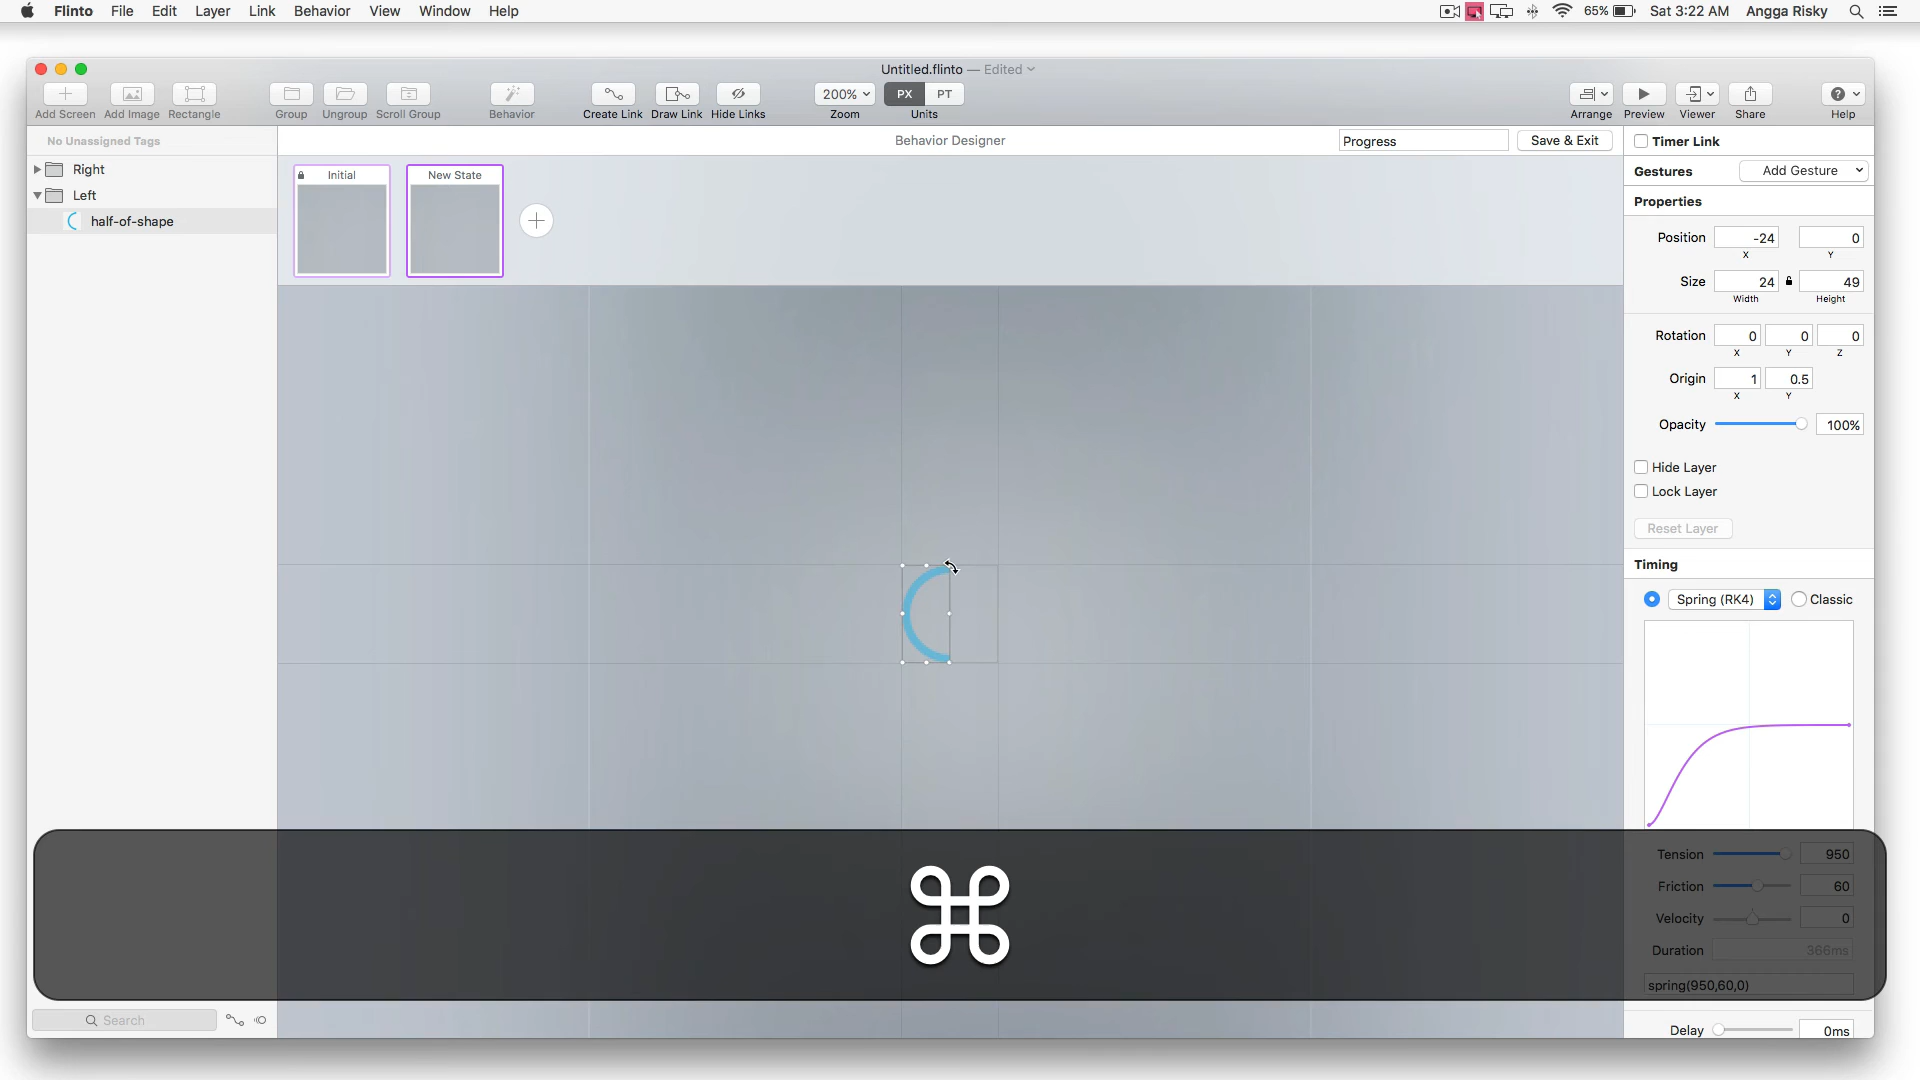 Flinto File Edit Layer Link Behavior View Window Help 65% Sat 3:22 AM Angga Risky
Untitled.flinto — Edited
Add Screen Add Image Rectangle Group Ungroup Scroll Group Behavior Create Link Draw Link Hide Links 200% Zoom PX PT Units Arrange Preview Viewer Share ? Help
No Unassigned Tags
Right
Left
half-of-shape
Search
Behavior Designer Progress Save & Exit
Initial New State
Timer Link
Gestures Add Gesture
Properties
Position -24 0
X Y
Size 24 49
Width Height
Rotation 0 0 0
X Y Z
Origin 1 0.5
X Y
Opacity 100%
Hide Layer
Lock Layer
Reset Layer
Timing
Spring (RK4) Classic
Tension 950
Friction 60
Velocity 0
Duration 366ms
spring(950,60,0)
Delay 0ms
⌘